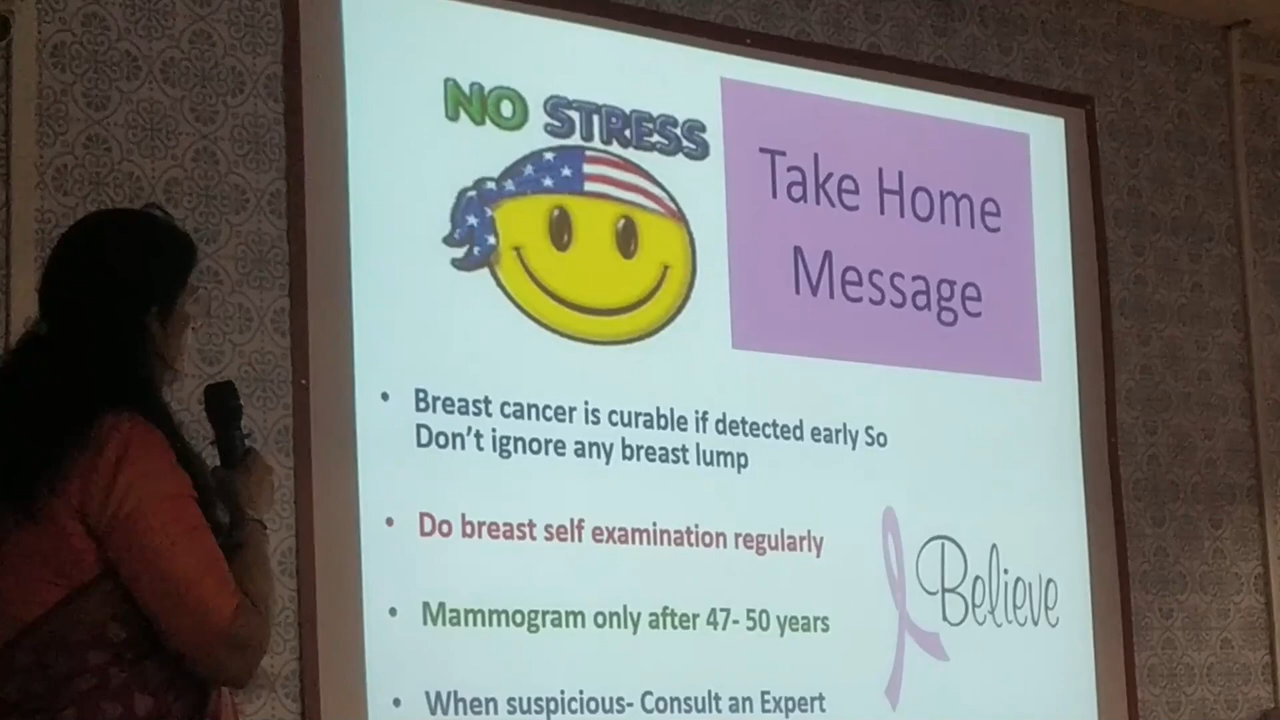 NO STRESS
Take Home
Message
• Breast cancer is curable if detected early So
Don't ignore any breast lump
• Do breast self examination regularly
• Mammogram only after 47- 50 years
• When suspicious- Consult an Expert
Believe